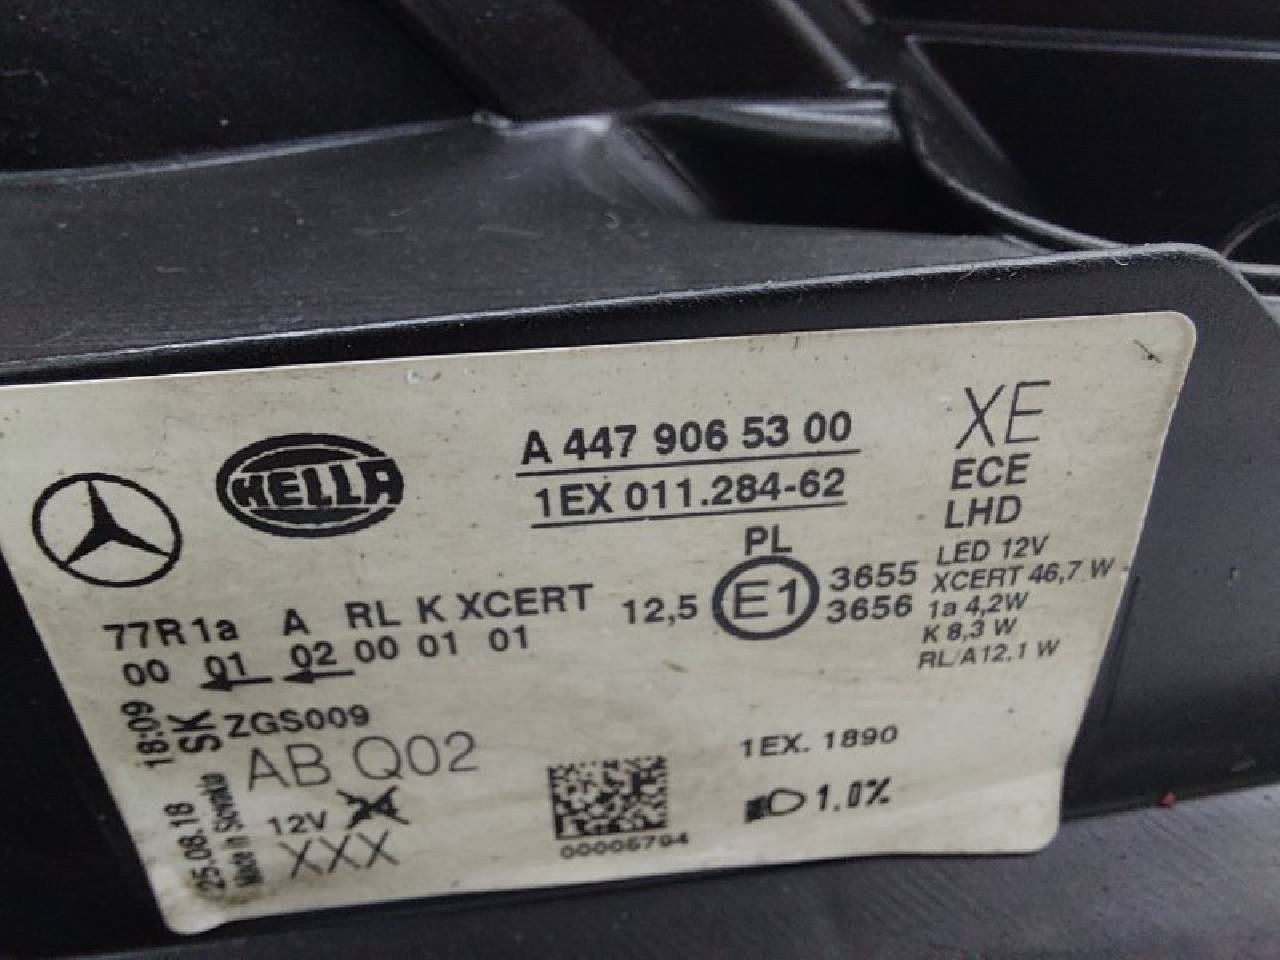 HELLA
A 447 906 53 00
1EX 011.284-62
XE
ECE
LHD
LED 12V
XCERT 46,7 W
1a 4,2W
K 8,3 W
RL/A12,1 W
PL
E1
3655
3656
12,5
77R 1a A RL K XCERT
00 01 02 00 01 01
18:09
SK
ZGS009
AB Q02
25.08.18
Made in Slovakia
12V
XXX
00005794
1EX. 1890
1.0%